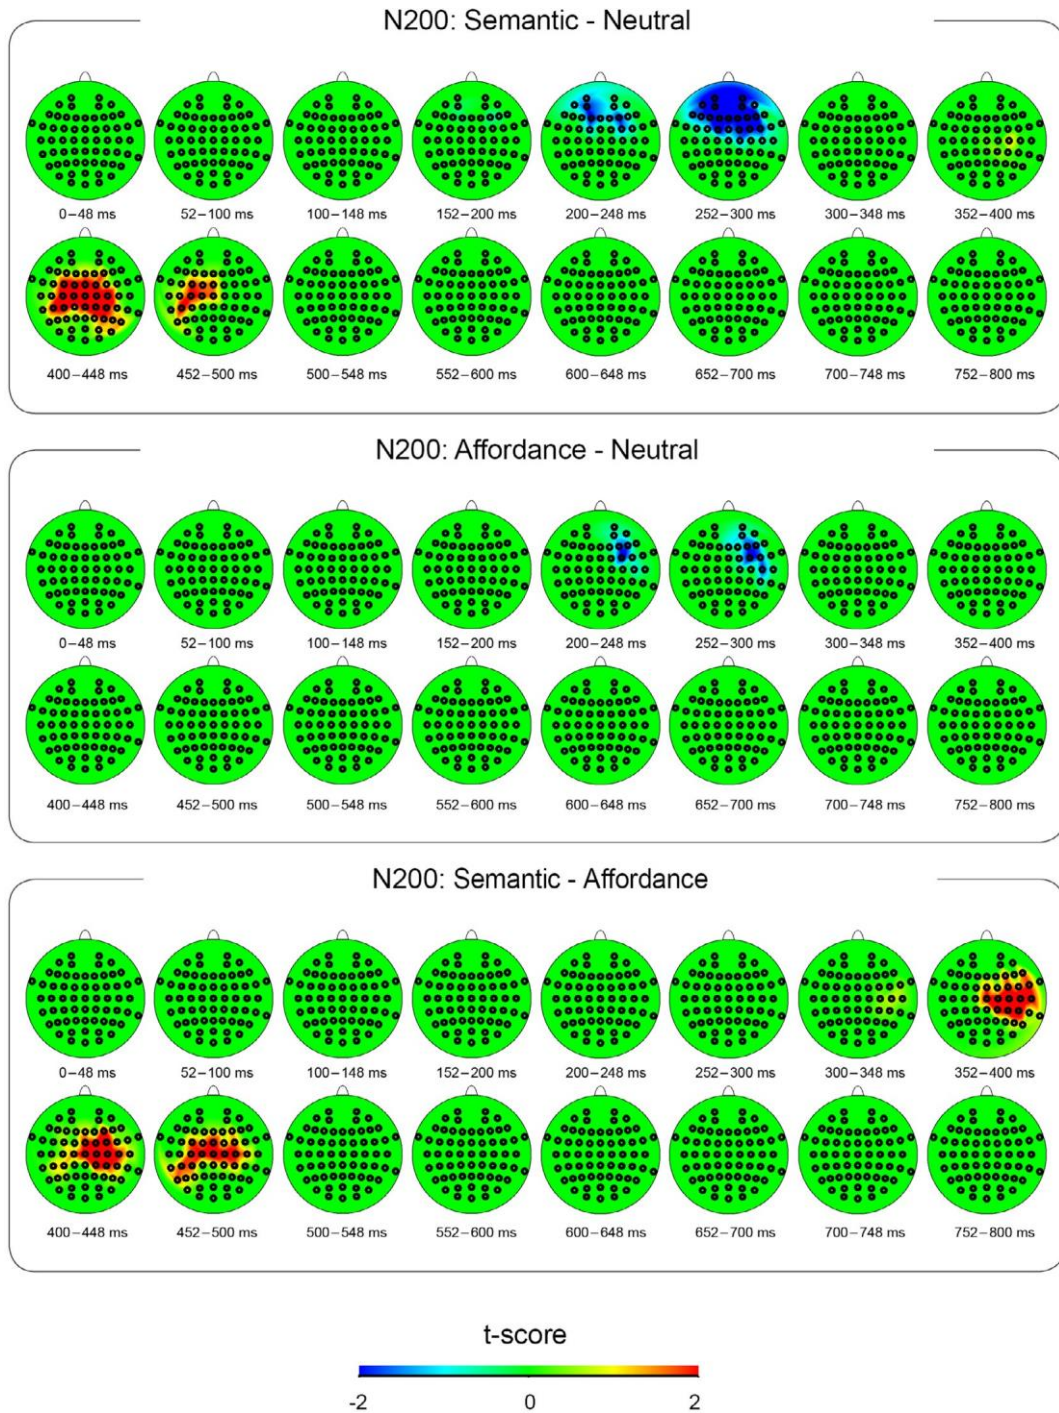 N200: Semantic - Neutral
0–48 ms 52–100 ms 100–148 ms 152–200 ms 200–248 ms 252–300 ms 300–348 ms 352–400 ms
400–448 ms 452–500 ms 500–548 ms 552–600 ms 600–648 ms 652–700 ms 700–748 ms 752–800 ms
N200: Affordance - Neutral
0–48 ms 52–100 ms 100–148 ms 152–200 ms 200–248 ms 252–300 ms 300–348 ms 352–400 ms
400–448 ms 452–500 ms 500–548 ms 552–600 ms 600–648 ms 652–700 ms 700–748 ms 752–800 ms
N200: Semantic - Affordance
0–48 ms 52–100 ms 100–148 ms 152–200 ms 200–248 ms 252–300 ms 300–348 ms 352–400 ms
400–448 ms 452–500 ms 500–548 ms 552–600 ms 600–648 ms 652–700 ms 700–748 ms 752–800 ms
t-score
-2 0 2